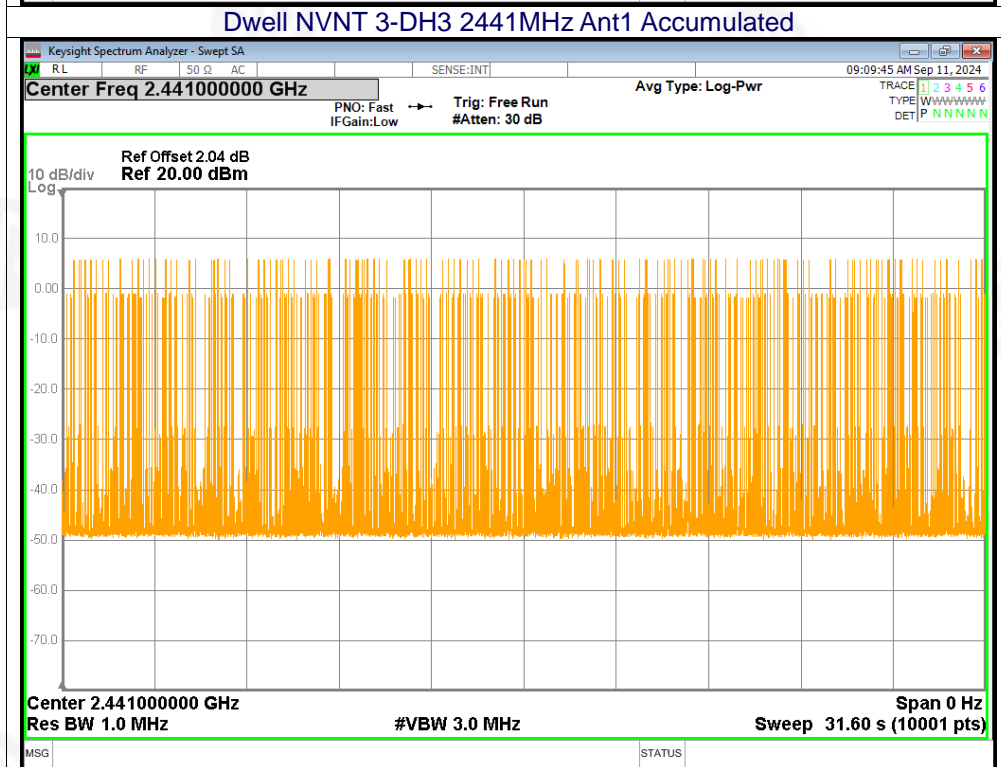 Dwell NVNT 3-DH3 2441MHz Ant1 Accumulated
Keysight Spectrum Analyzer - Swept SA
LXI RL RF 50 Ω AC SENSE:INT 09:09:45 AM Sep 11, 2024
Center Freq 2.441000000 GHz Avg Type: Log-Pwr TRACE 1 2 3 4 5 6
PNO: Fast Trig: Free Run TYPE WWWWWWW
IFGain:Low #Atten: 30 dB DET P N N N N N
Ref Offset 2.04 dB
10 dB/div Ref 20.00 dBm
Log
10.0
0.00
-10.0
-20.0
-30.0
-40.0
-50.0
-60.0
-70.0
Center 2.441000000 GHz Span 0 Hz
Res BW 1.0 MHz #VBW 3.0 MHz Sweep 31.60 s (10001 pts)
MSG STATUS